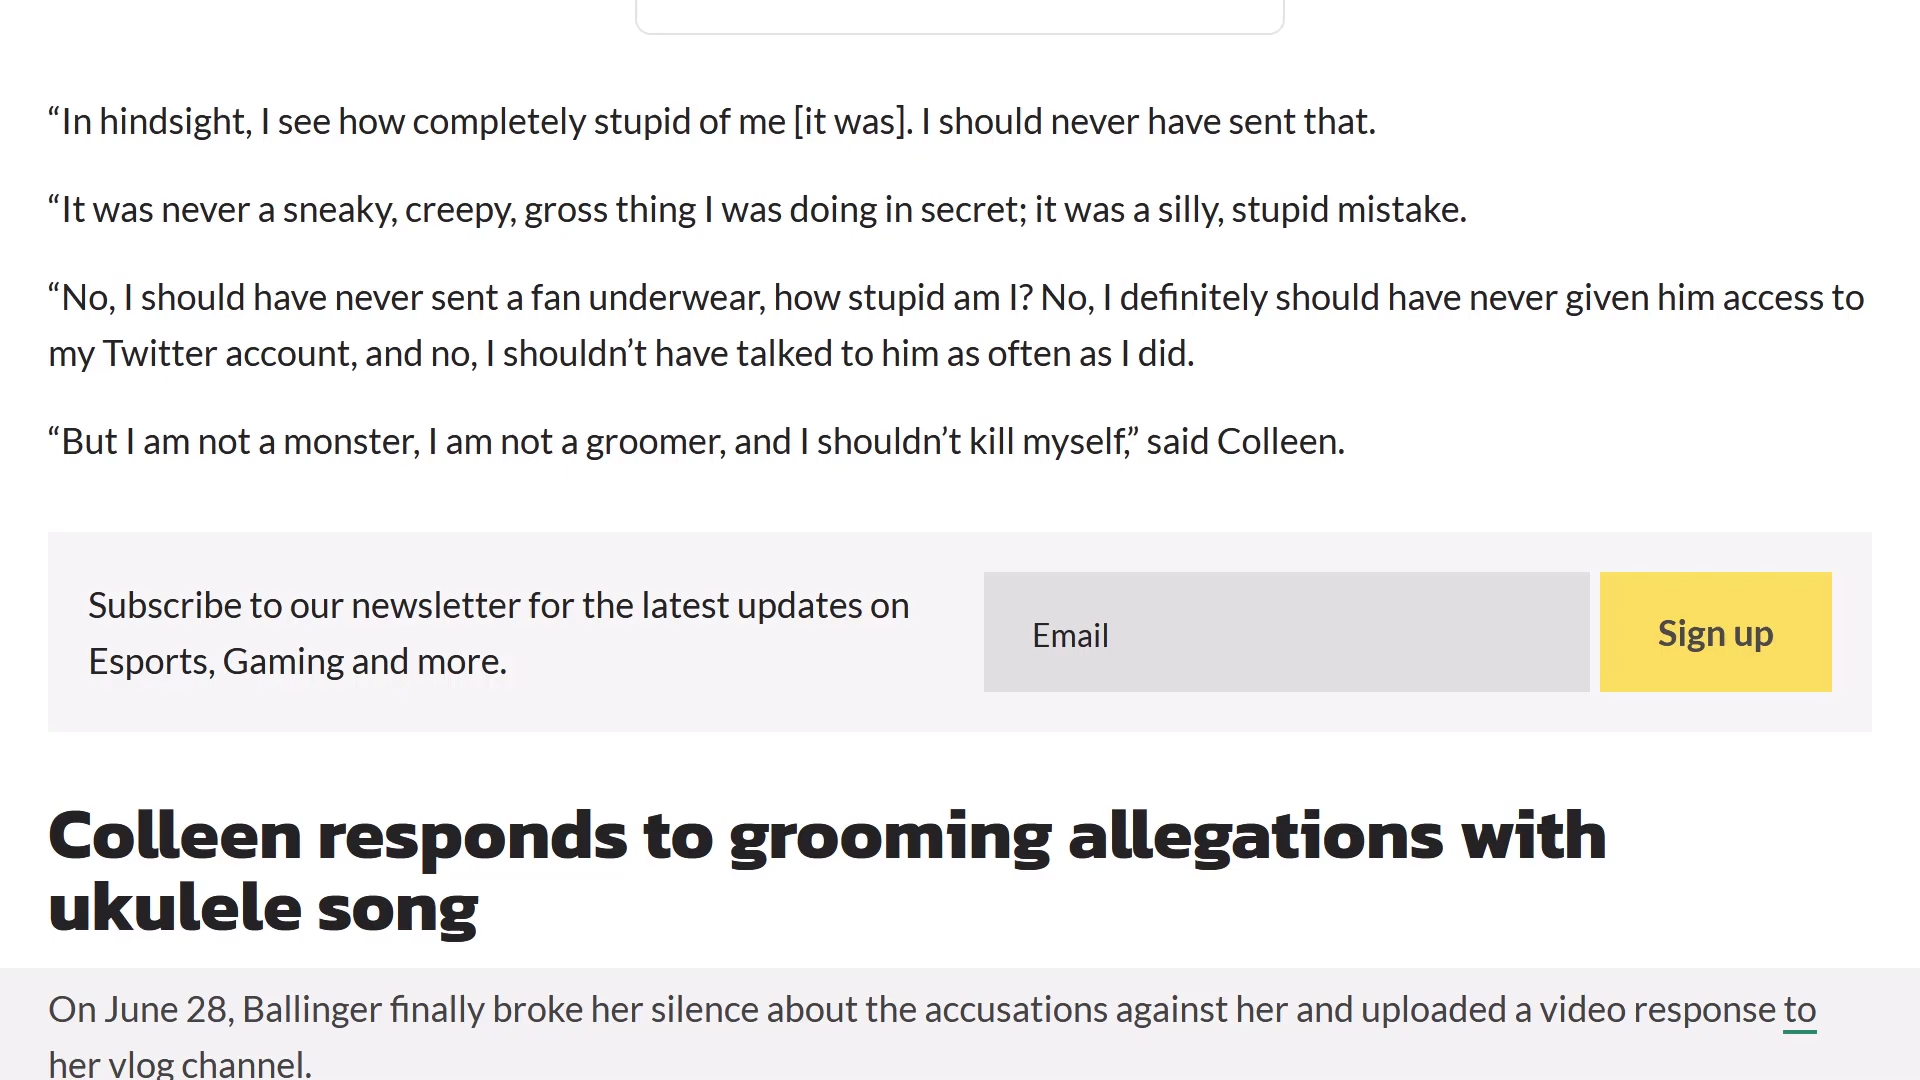 “In hindsight, I see how completely stupid of me [it was]. I should never have sent that.
“It was never a sneaky, creepy, gross thing I was doing in secret; it was a silly, stupid mistake.
“No, I should have never sent a fan underwear, how stupid am I? No, I definitely should have never given him access to
my Twitter account, and no, I shouldn’t have talked to him as often as I did.
“But I am not a monster, I am not a groomer, and I shouldn’t kill myself,” said Colleen.
Subscribe to our newsletter for the latest updates on
Esports, Gaming and more.
Email
Sign up
Colleen responds to grooming allegations with
ukulele song
On June 28, Ballinger finally broke her silence about the accusations against her and uploaded a video response to
her vlog channel.